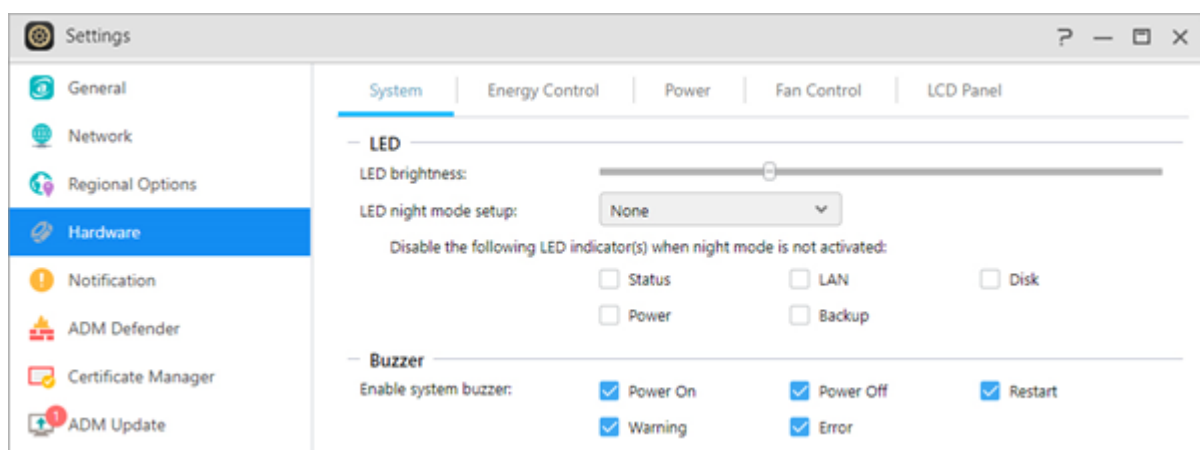 Settings
General
Network
Regional Options
Hardware
Notification
ADM Defender
Certificate Manager
1
ADM Update
System Energy Control Power Fan Control LCD Panel
LED
LED brightness:
LED night mode setup: None
Disable the following LED indicator(s) when night mode is not activated:
Status LAN Disk
Power Backup
Buzzer
Enable system buzzer: Power On Power Off Restart
Warning Error